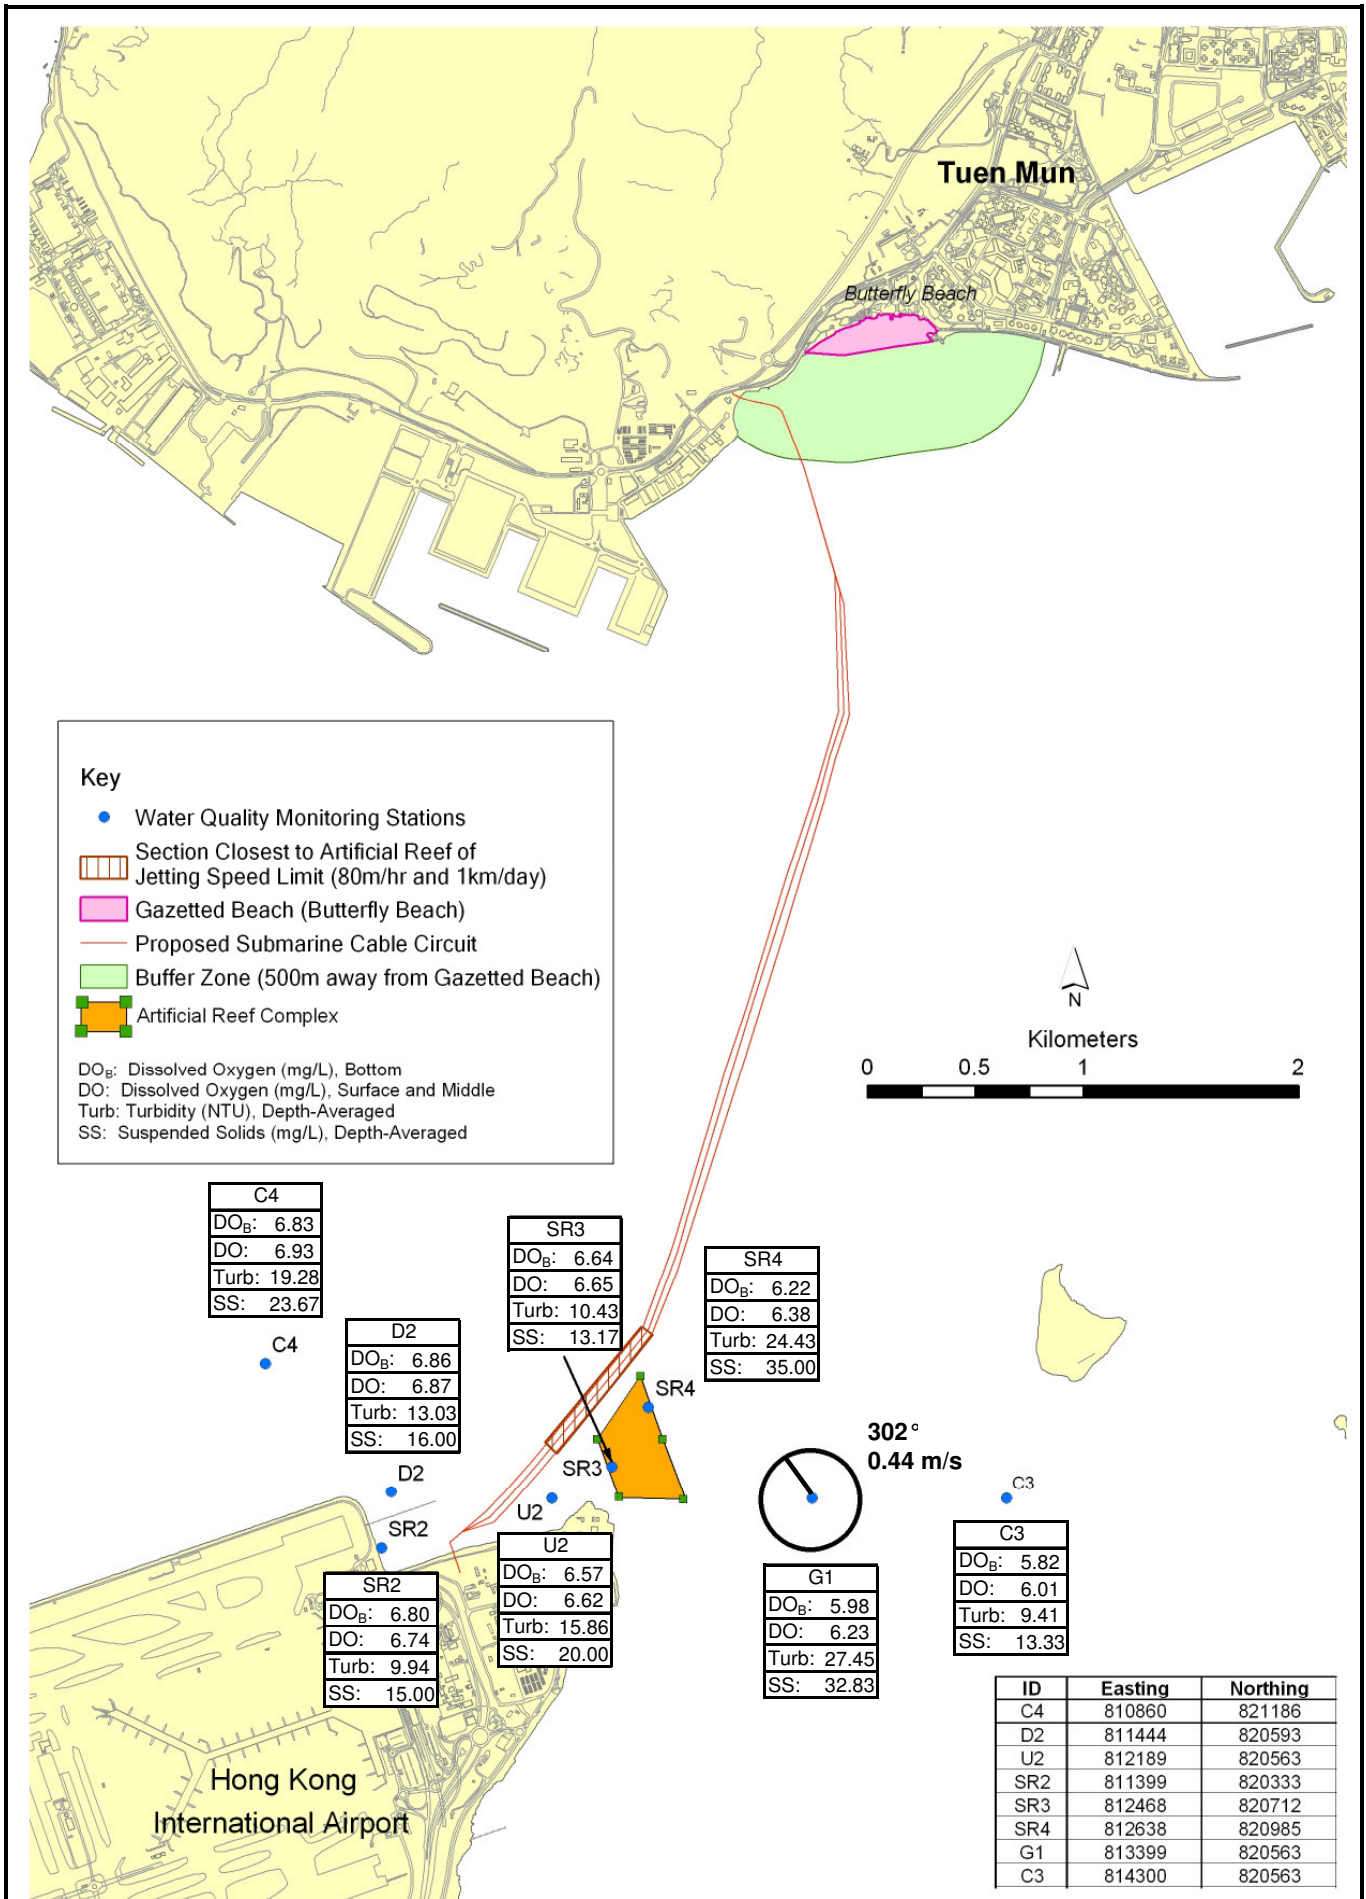 Tuen Mun
Butterfly Beach
Key
Water Quality Monitoring Stations
Section Closest to Artificial Reef of
Jetting Speed Limit (80m/hr and 1km/day)
Gazetted Beach (Butterfly Beach)
Proposed Submarine Cable Circuit
Buffer Zone (500m away from Gazetted Beach)
Artificial Reef Complex
DOB: Dissolved Oxygen (mg/L), Bottom
DO: Dissolved Oxygen (mg/L), Surface and Middle
Turb: Turbidity (NTU), Depth-Averaged
SS: Suspended Solids (mg/L), Depth-Averaged
N
Kilometers
0 0.5 1 2
C4
DOB: 6.83
DO: 6.93
Turb: 19.28
SS: 23.67
C4
SR3
DOB: 6.64
DO: 6.65
Turb: 10.43
SS: 13.17
SR4
DOB: 6.22
DO: 6.38
Turb: 24.43
SS: 35.00
D2
DOB: 6.86
DO: 6.87
Turb: 13.03
SS: 16.00
SR4
302°
0.44 m/s
SR3
D2
U2
C3
SR2
U2
DOB: 6.57
DO: 6.62
Turb: 15.86
SS: 20.00
C3
DOB: 5.82
DO: 6.01
Turb: 9.41
SS: 13.33
G1
DOB: 5.98
DO: 6.23
Turb: 27.45
SS: 32.83
SR2
DOB: 6.80
DO: 6.74
Turb: 9.94
SS: 15.00
Hong Kong
International Airport
ID Easting Northing
C4 810860 821186
D2 811444 820593
U2 812189 820563
SR2 811399 820333
SR3 812468 820712
SR4 812638 820985
G1 813399 820563
C3 814300 820563